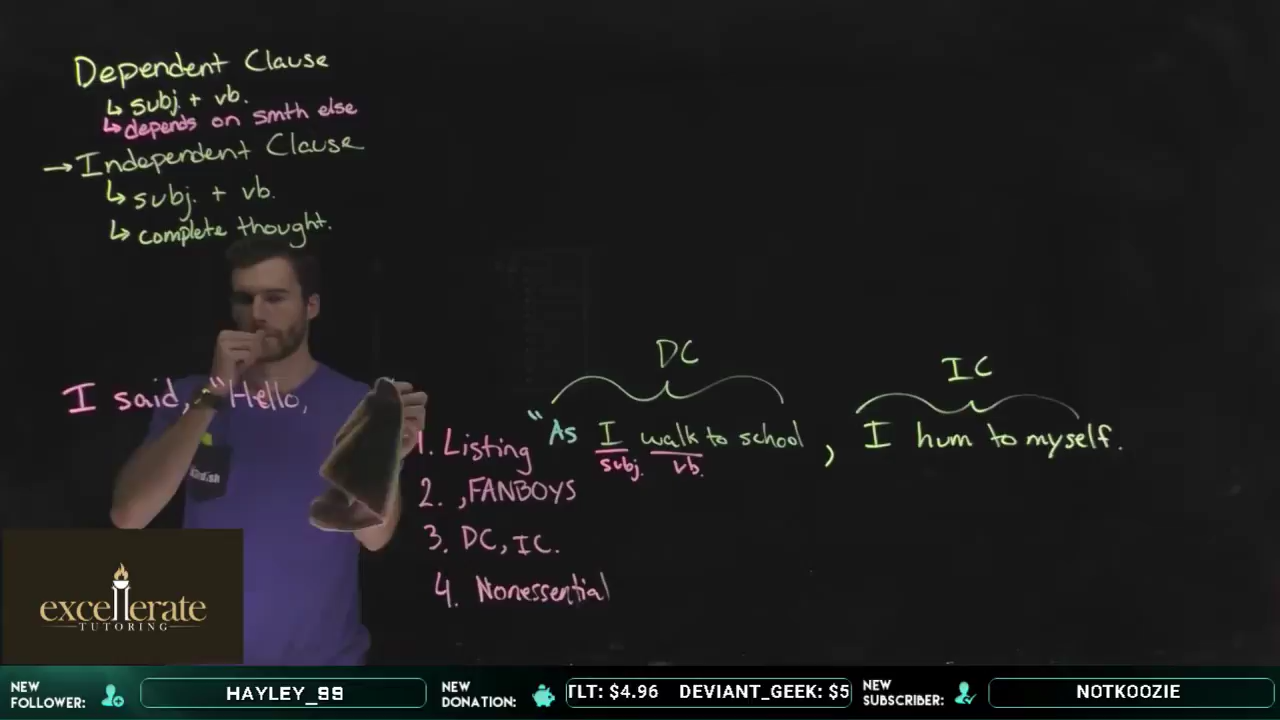 Dependent Clause
↳ subj. + vb.
↳ depends on smth else
→ Independent Clause
↳ subj. + vb.
↳ complete thought.
I said, "Hello,
DC
IC
"As I walk to school, I hum to myself.
subj. vb.
1. Listing
2. , FANBOYS
3. DC, IC.
4. Nonessential
excellerate
TUTORING
NEW FOLLOWER: HAYLEY_99
NEW DONATION: TLT: $4.96 DEVIANT_GEEK: $5
NEW SUBSCRIBER: NOTKOOZIE